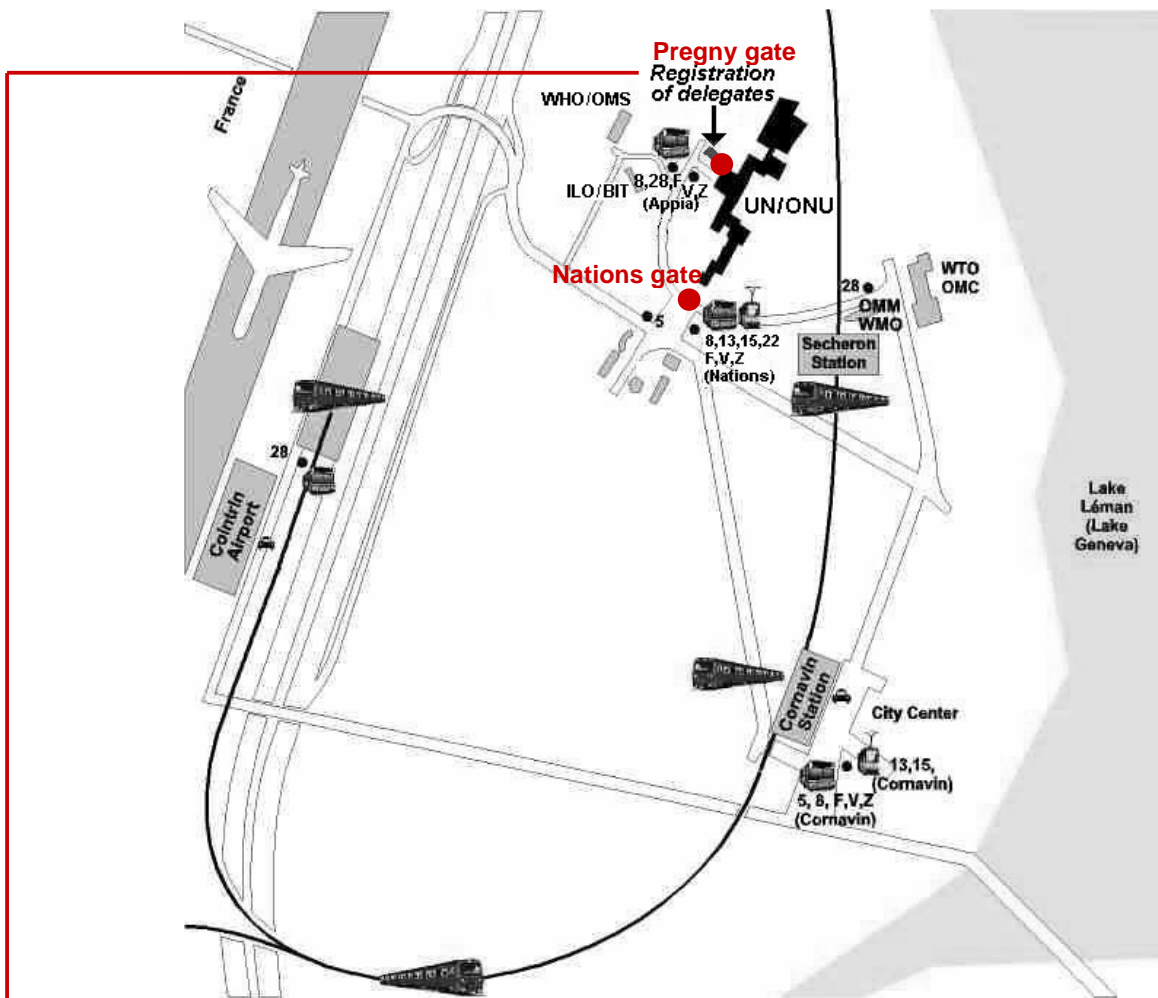 Pregny gate
Registration
of delegates
France
WHO/OMS
ILO/BIT
8,28,F,
V,Z
(Appia)
UN/ONU
Nations gate
5
8,13,15,22
F,V,Z
(Nations)
28
OMM
WMO
WTO
OMC
Secheron
Station
28
Cointrin
Airport
Lake
Léman
(Lake
Geneva)
Cornavin
Station
City Center
13,15,
(Cornavin)
5, 8, F,V,Z
(Cornavin)